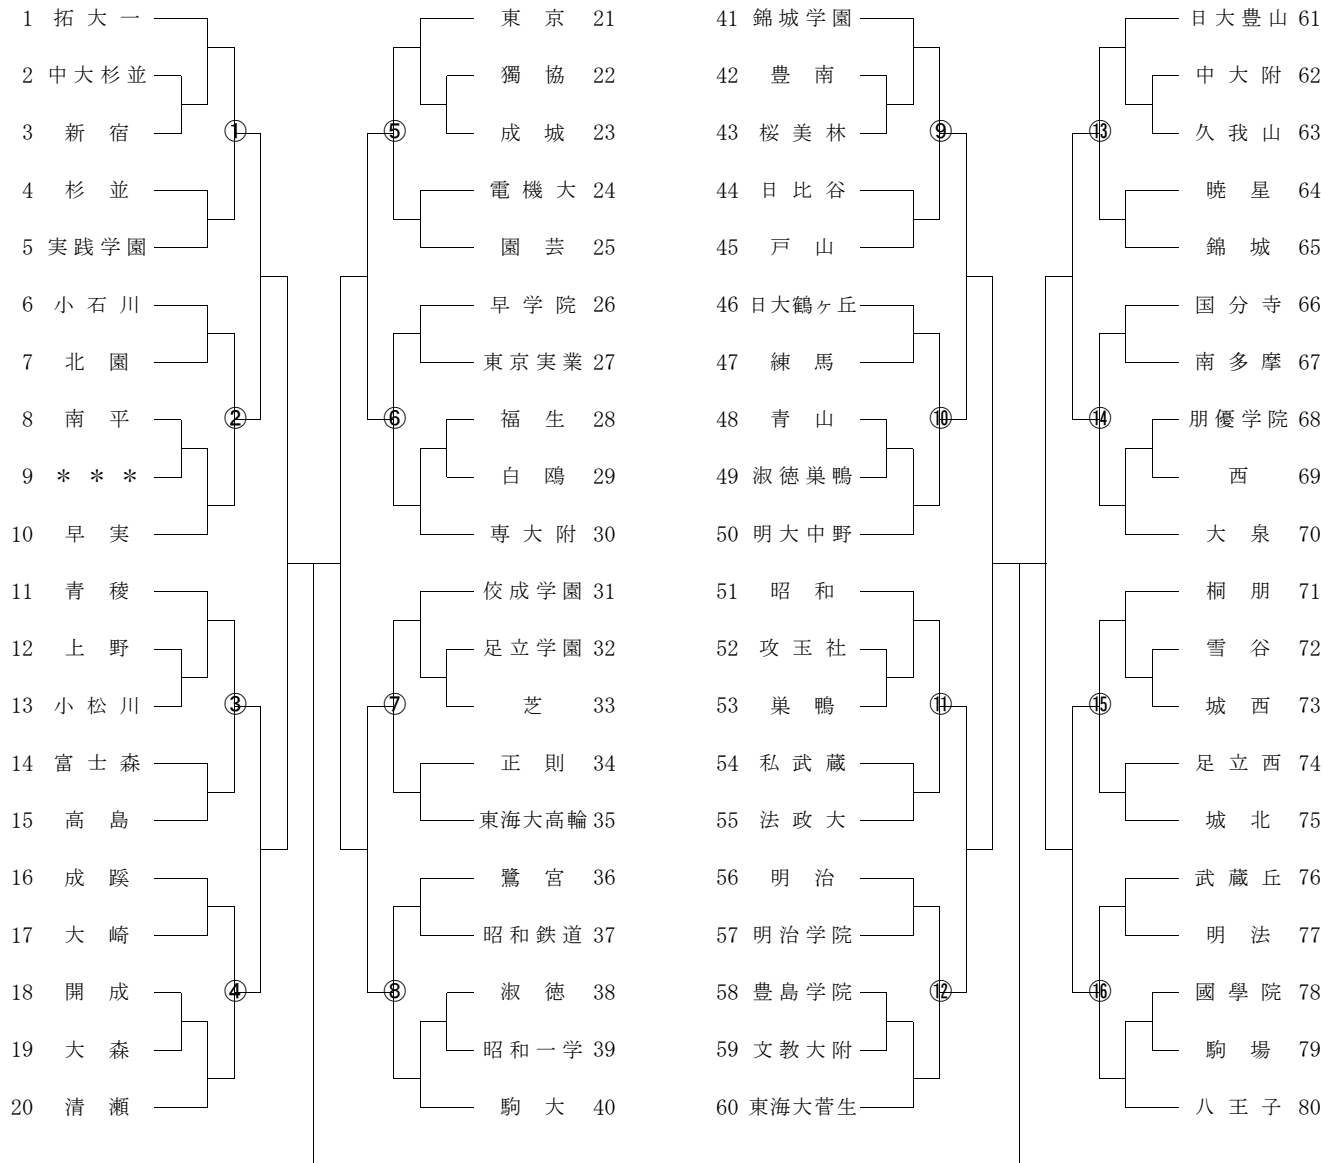 1 拓大一
2 中大杉並
3 新宿
①
4 杉並
5 実践学園
6 小石川
7 北園
8 南平
②
9 ＊＊＊
10 早実
11 青稜
12 上野
13 小松川
③
14 富士森
15 高島
16 成蹊
17 大崎
18 開成
④
19 大森
20 清瀬
東京 21
獨協 22
成城 23
⑤
電機大 24
園芸 25
早学院 26
東京実業 27
福生 28
⑥
白鴎 29
専大附 30
佼成学園 31
足立学園 32
芝 33
⑦
正則 34
東海大高輪 35
鷺宮 36
昭和鉄道 37
淑徳 38
⑧
昭和一学 39
駒大 40
41 錦城学園
42 豊南
43 桜美林
⑨
44 日比谷
45 戸山
46 日大鶴ヶ丘
47 練馬
48 青山
⑩
49 淑徳巣鴨
50 明大中野
51 昭和
52 攻玉社
53 巣鴨
⑪
54 私武蔵
55 法政大
56 明治
57 明治学院
58 豊島学院
⑫
59 文教大附
60 東海大菅生
日大豊山 61
中大附 62
久我山 63
⑬
暁星 64
錦城 65
国分寺 66
南多摩 67
朋優学院 68
⑭
西 69
大泉 70
桐朋 71
雪谷 72
城西 73
⑮
足立西 74
城北 75
武蔵丘 76
明法 77
國學院 78
⑯
駒場 79
八王子 80